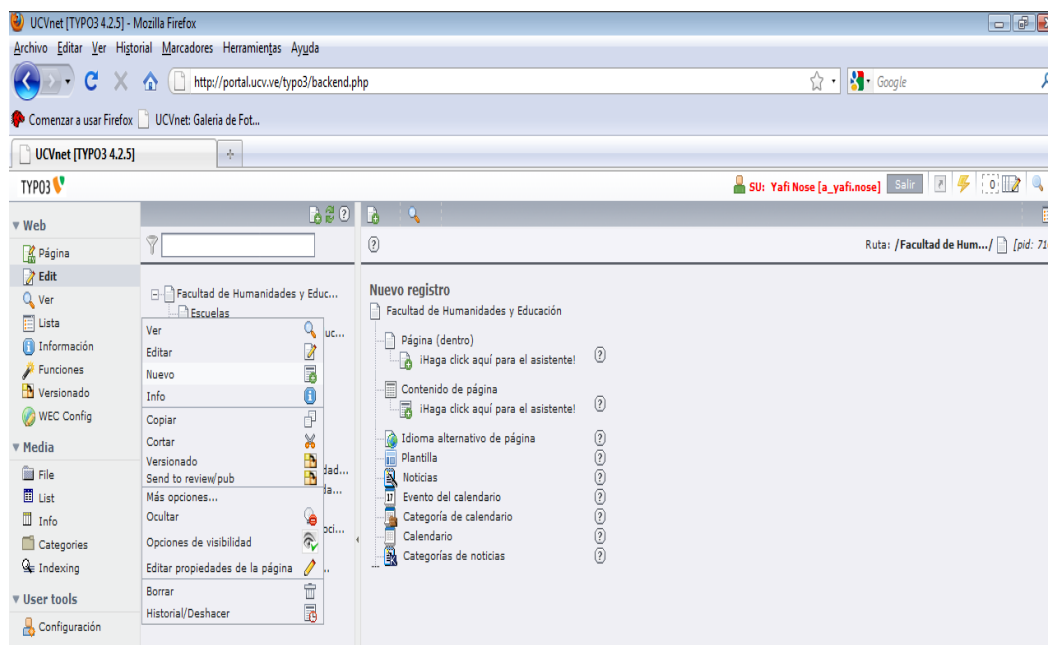 UCVnet [TYPO3 4.2.5] - Mozilla Firefox
Archivo Editar Ver Historial Marcadores Herramientas Ayuda
http://portal.ucv.ve/typo3/backend.php
Google
Comenzar a usar Firefox UCVnet: Galeria de Fot...
UCVnet [TYPO3 4.2.5]
TYPO3
SU: Yafi Nose [a_yafi.nose] Salir 0
Web
Página
Edit
Ver
Lista
Información
Funciones
Versionado
WEC Config
Media
File
List
Info
Categories
Indexing
User tools
Configuración
Facultad de Humanidades y Educ...
Escuelas
uc...
dad...
da...
oci...
Ver
Editar
Nuevo
Info
Copiar
Cortar
Versionado
Send to review/pub
Más opciones...
Ocultar
Opciones de visibilidad
Editar propiedades de la página
Borrar
Historial/Deshacer
Ruta: /Facultad de Hum.../ [pid: 71
Nuevo registro
Facultad de Humanidades y Educación
Página (dentro)
¡Haga click aquí para el asistente!
Contenido de página
¡Haga click aquí para el asistente!
Idioma alternativo de página
Plantilla
Noticias
17 Evento del calendario
Categoría de calendario
Calendario
Categorías de noticias